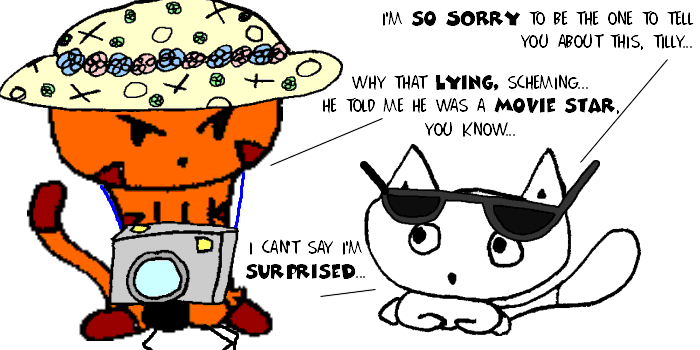 I'M SO SORRY TO BE THE ONE TO TELL
YOU ABOUT THIS, TILLY...
WHY THAT LYING, SCHEMING...
HE TOLD ME HE WAS A MOVIE STAR,
YOU KNOW...
I CAN'T SAY I'M
SURPRISED...